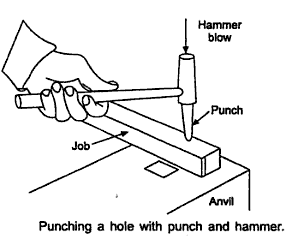 Hammer
blow
Punch
Job
Anvil
Punching a hole with punch and hammer.